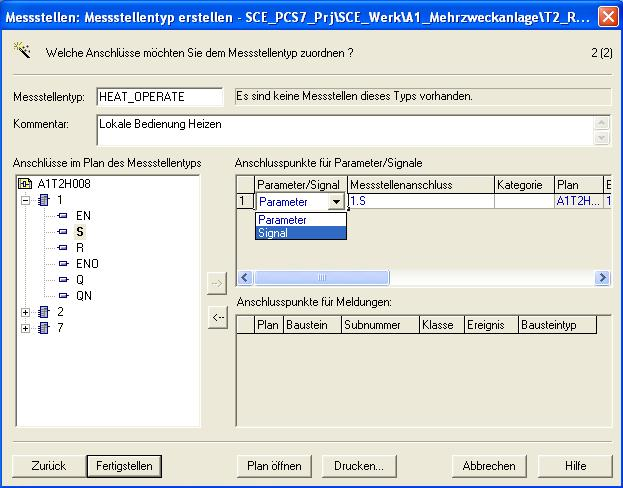 Messstellen: Messstellentyp erstellen - SCE_PCS7_Prj\SCE_Werk\A1_Mehrzweckanlage\T2_R...
Welche Anschlüsse möchten Sie dem Messstellentyp zuordnen ? 2 (2)
Messstellentyp: HEAT_OPERATE Es sind keine Messstellen dieses Typs vorhanden.
Kommentar: Lokale Bedienung Heizen
Anschlüsse im Plan des Messstellentyps
A1T2H008
1
EN
S
R
ENO
Q
QN
2
7
Anschlusspunkte für Parameter/Signale
Parameter/Signal Messstellenanschluss Kategorie Plan B
1 Parameter 1.S A1T2H... 1
Parameter
Signal
-->
<--
Anschlusspunkte für Meldungen:
Plan Baustein Subnummer Klasse Ereignis Bausteintyp
Zurück Fertigstellen Plan öffnen Drucken... Abbrechen Hilfe